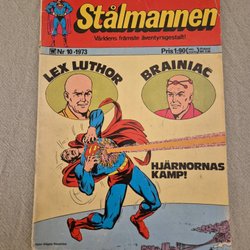 Stålmannen
Världens främste äventyrsgestalt!
Nr 10 · 1973
Pris 1:90
LEX LUTHOR
BRAINIAC
HJÄRNORNAS
KAMP!